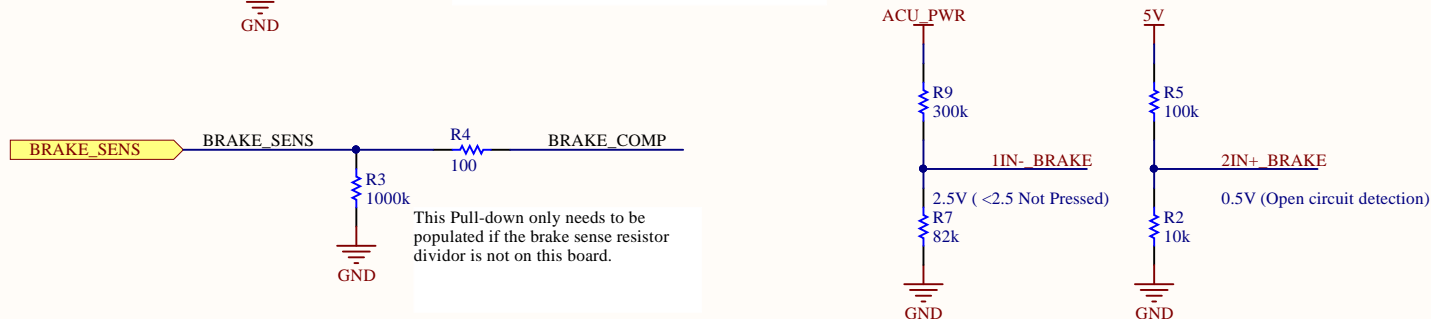 GND
BRAKE_SENS
BRAKE_SENS
R4
100
BRAKE_COMP
R3
1000k
This Pull-down only needs to be
populated if the brake sense resistor
dividor is not on this board.
GND
ACU_PWR
R9
300k
1IN-_BRAKE
2.5V ( <2.5 Not Pressed)
R7
82k
GND
5V
R5
100k
2IN+_BRAKE
0.5V (Open circuit detection)
R2
10k
GND